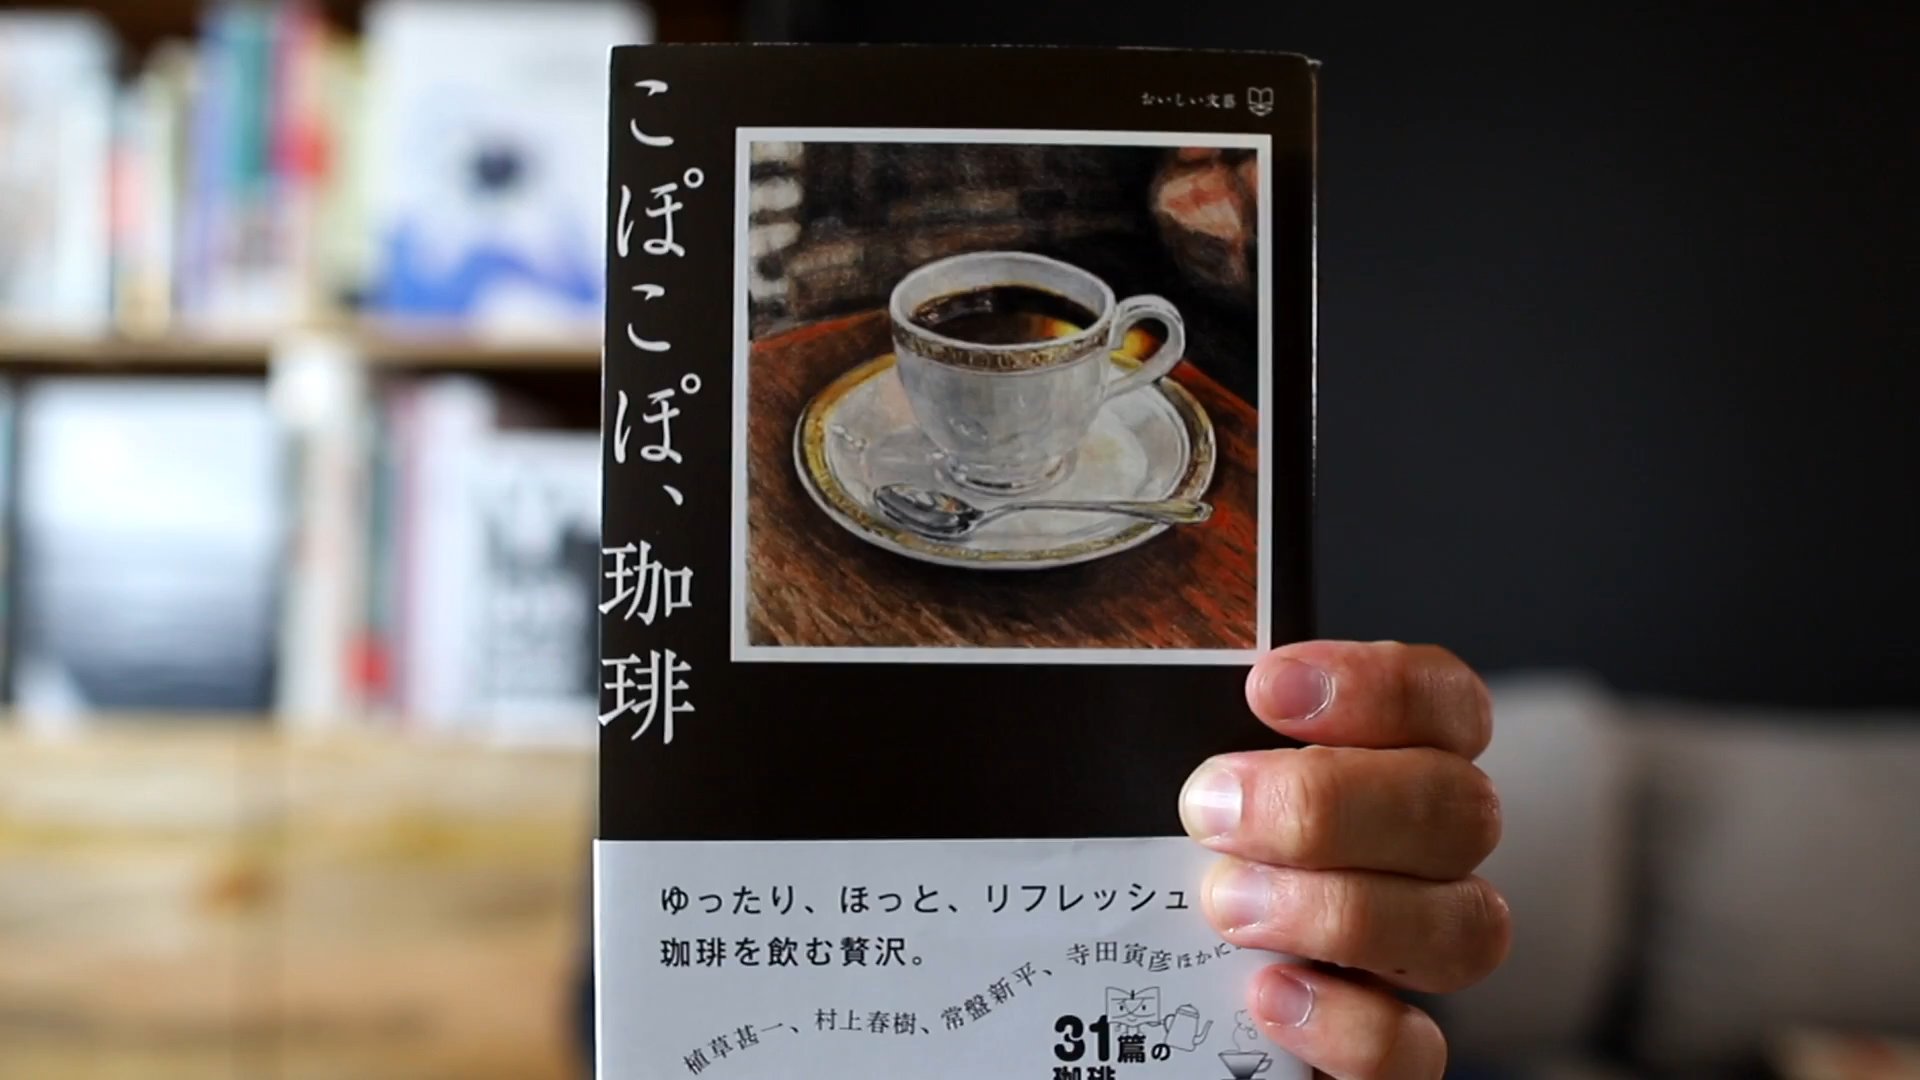 おいしい文藝
こぽこぽ、珈琲
ゆったり、ほっと、リフレッシュ
珈琲を飲む贅沢。
植草甚一、村上春樹、常盤新平、寺田寅彦ほかに
31篇の
珈琲